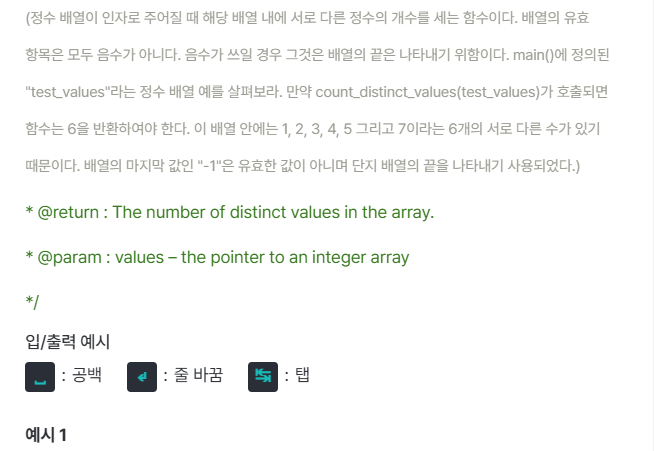 (정수 배열이 인자로 주어질 때 해당 배열 내에 서로 다른 정수의 개수를 세는 함수이다. 배열의 유효
항목은 모두 음수가 아니다. 음수가 쓰일 경우 그것은 배열의 끝은 나타내기 위함이다. main()에 정의된
"test_values"라는 정수 배열 예를 살펴보라. 만약 count_distinct_values(test_values)가 호출되면
함수는 6을 반환하여야 한다. 이 배열 안에는 1, 2, 3, 4, 5 그리고 7이라는 6개의 서로 다른 수가 있기
때문이다. 배열의 마지막 값인 "-1"은 유효한 값이 아니며 단지 배열의 끝을 나타내기 사용되었다.)
* @return : The number of distinct values in the array.
* @param : values – the pointer to an integer array
*/
입/출력 예시
: 공백 : 줄 바꿈 : 탭
예시 1